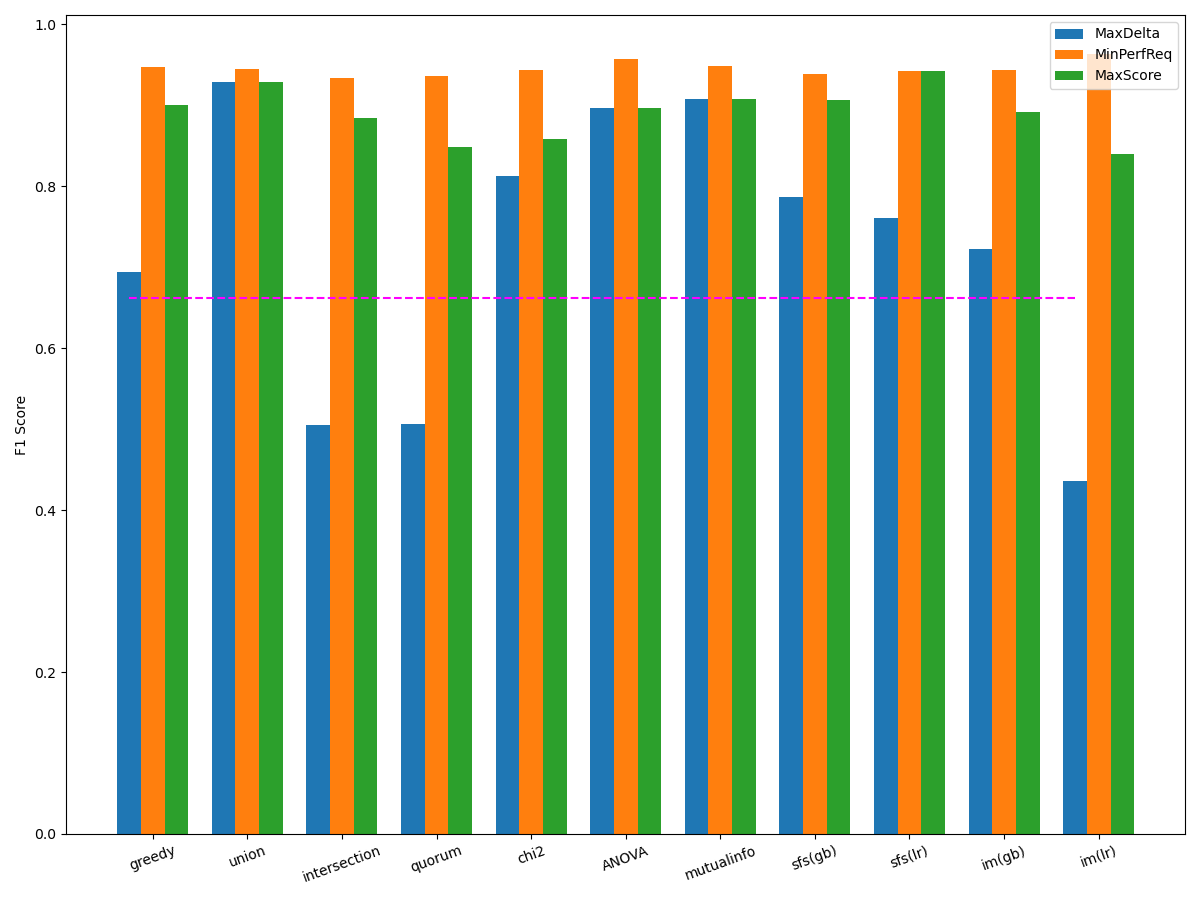 MaxDelta
MinPerfReq
MaxScore
1.0
0.8
0.6
0.4
0.2
0.0
F1 Score
greedy
union
intersection
quorum
chi2
ANOVA
mutualinfo
sfs(gb)
sfs(lr)
im(gb)
im(lr)